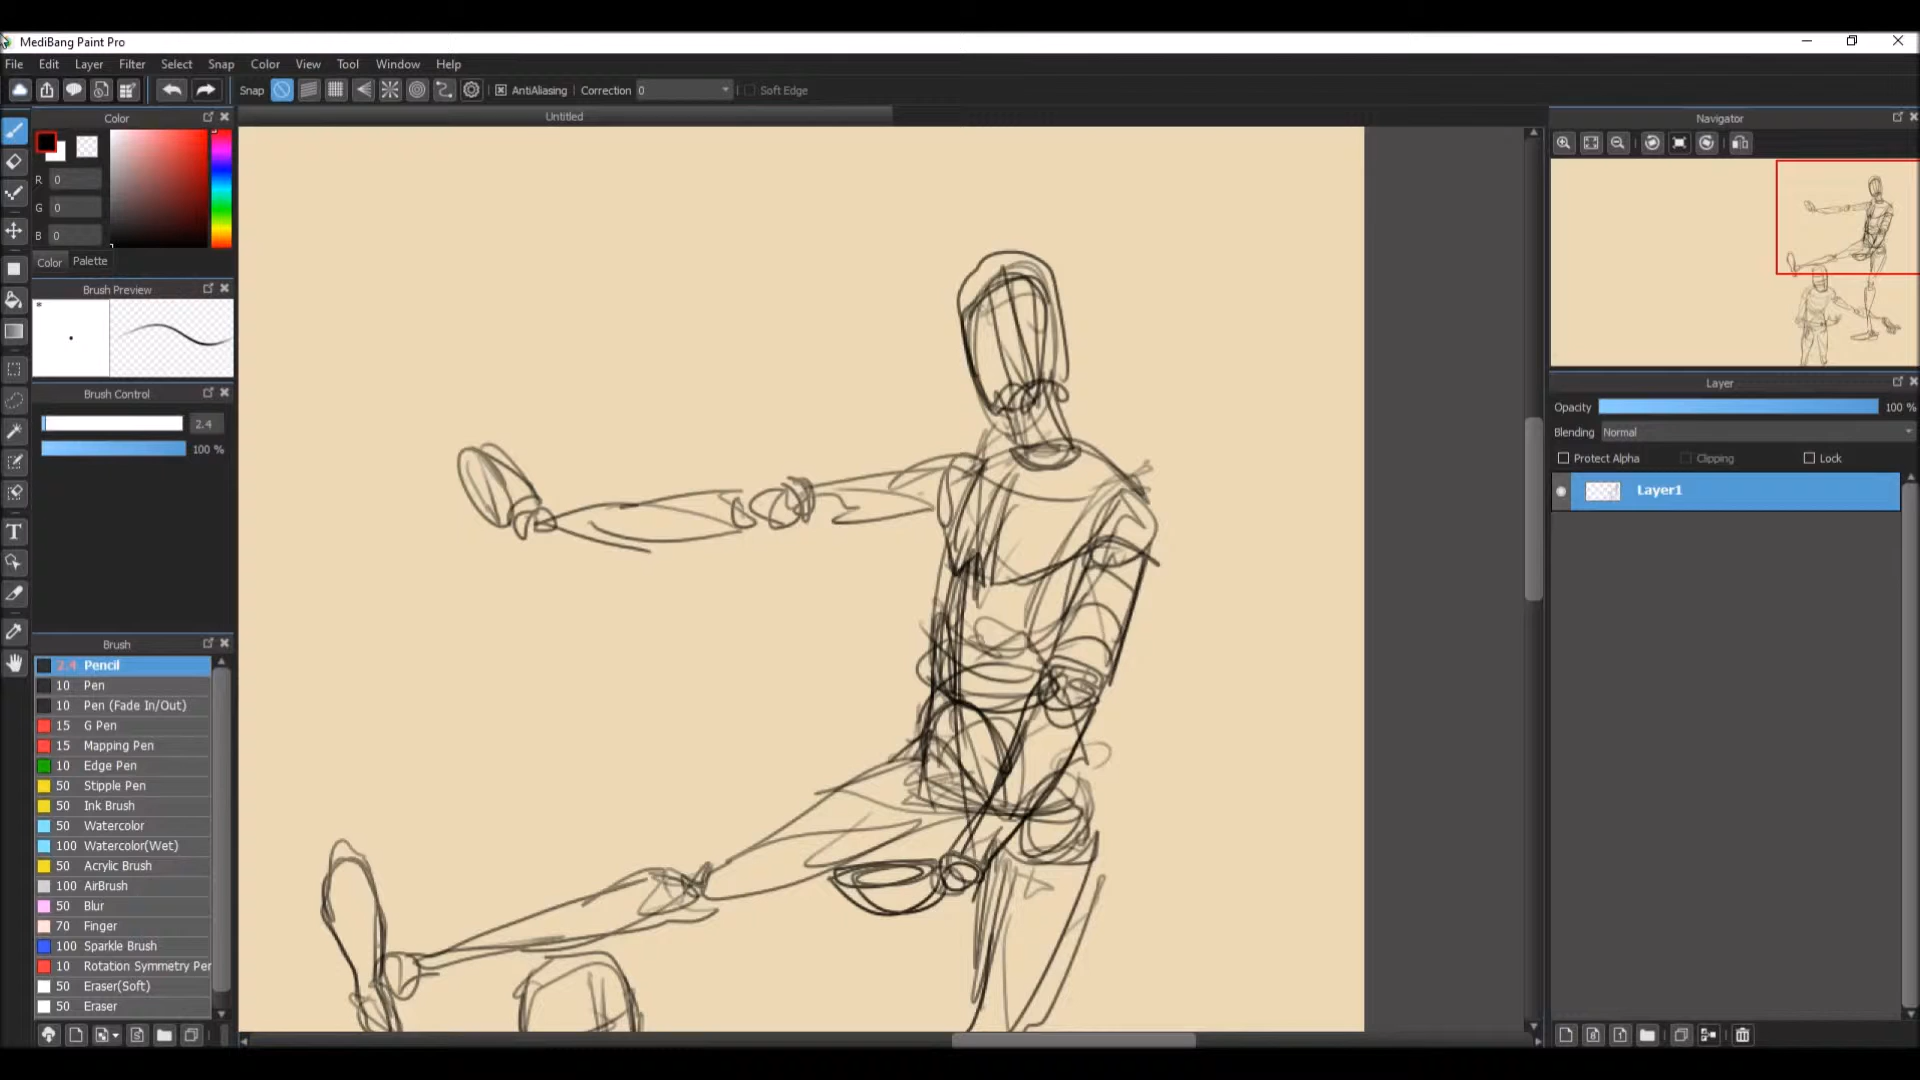 MediBang Paint Pro
File Edit Layer Filter Select Snap Color View Tool Window Help
Snap AntiAliasing Correction 0 Soft Edge
Color
Untitled
Navigator
R 0
G 0
B 0
Color Palette
Brush Preview
Brush Control
2.4
100 %
Layer
Opacity 100 %
Blending Normal
Protect Alpha Clipping Lock
Layer1
Brush
2.4 Pencil
10 Pen
10 Pen (Fade In/Out)
15 G Pen
15 Mapping Pen
10 Edge Pen
50 Stipple Pen
50 Ink Brush
50 Watercolor
100 Watercolor(Wet)
50 Acrylic Brush
100 AirBrush
50 Blur
70 Finger
100 Sparkle Brush
10 Rotation Symmetry Per
50 Eraser(Soft)
50 Eraser